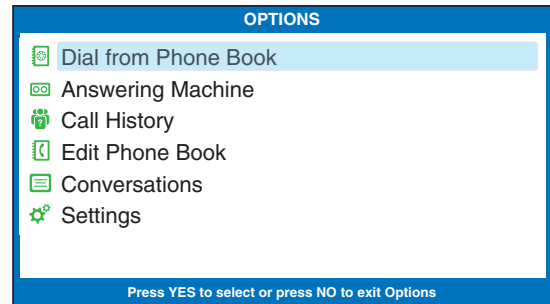 OPTIONS
Dial from Phone Book
Answering Machine
Call History
Edit Phone Book
Conversations
Settings
Press YES to select or press NO to exit Options